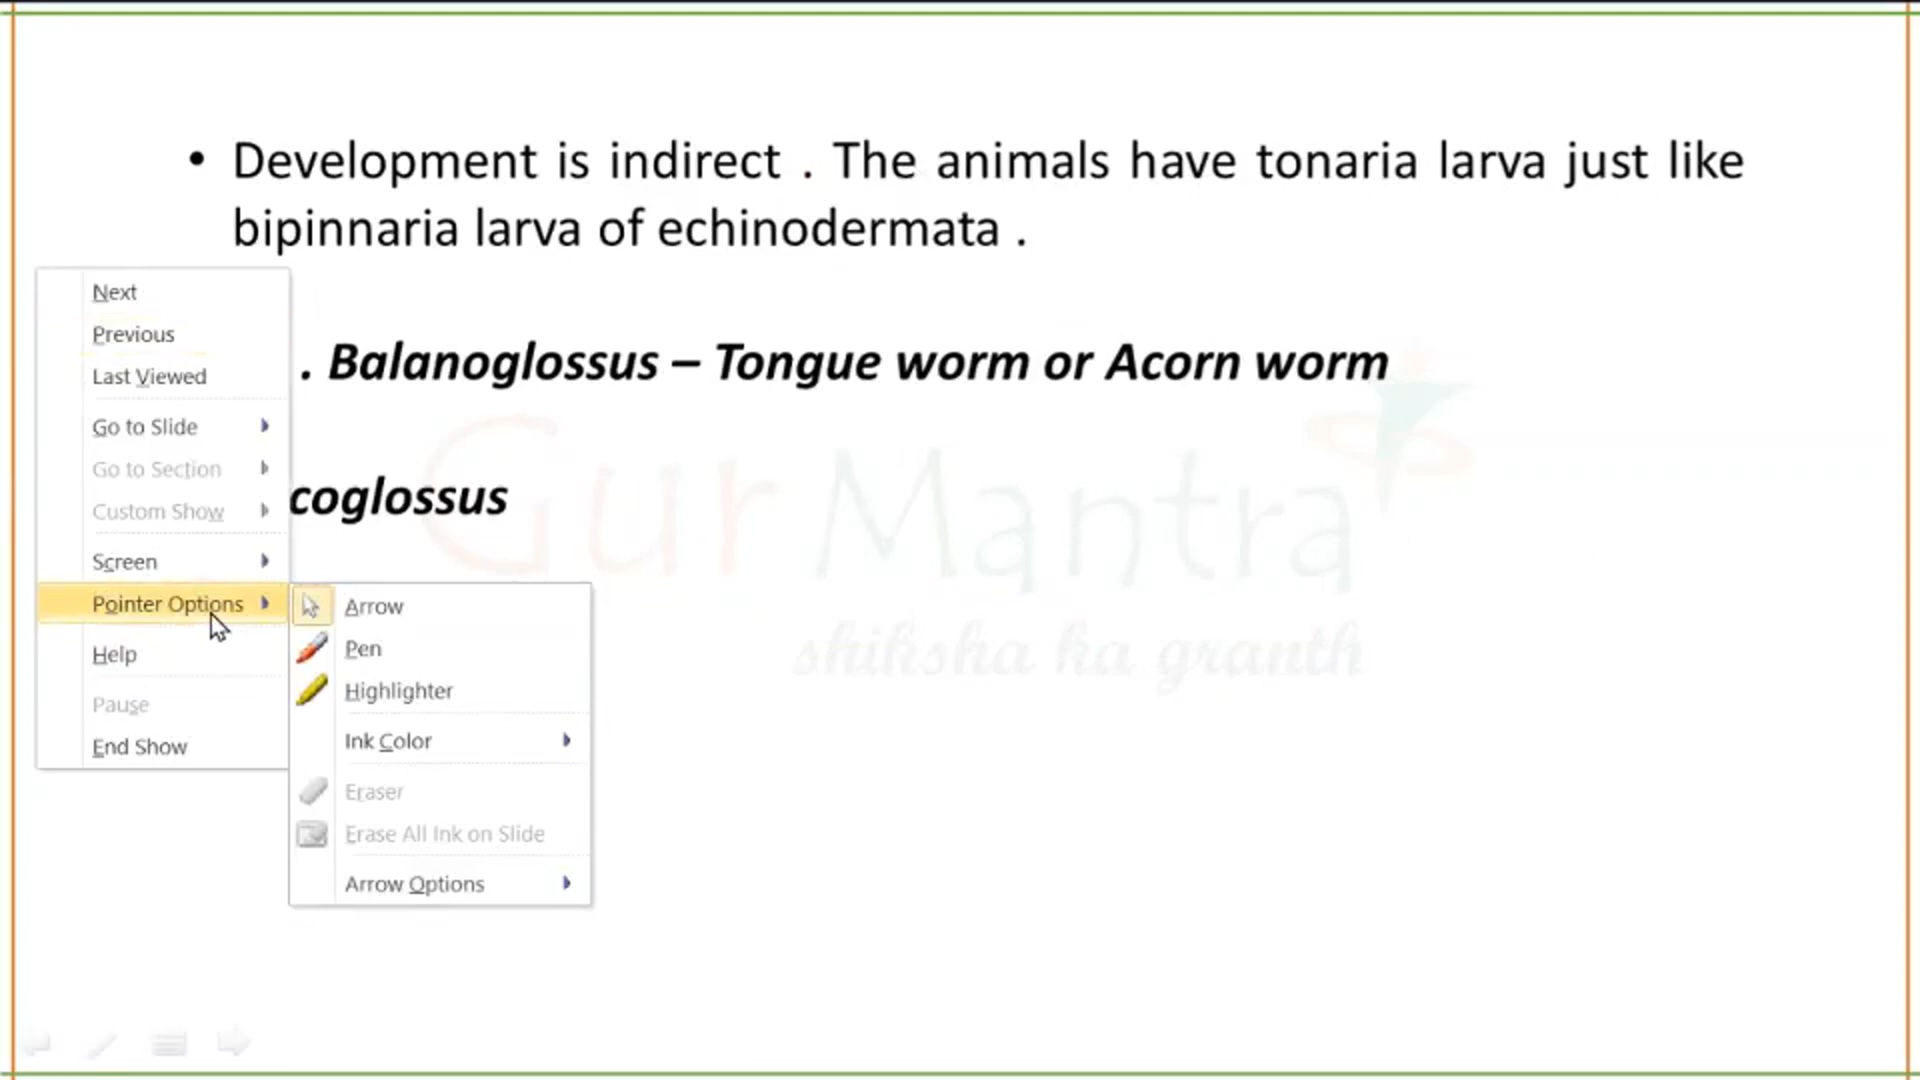 • Development is indirect . The animals have tonaria larva just like
bipinnaria larva of echinodermata .
. Balanoglossus – Tongue worm or Acorn worm
coglossus
Next
Previous
Last Viewed
Go to Slide
Go to Section
Custom Show
Screen
Pointer Options
Help
Pause
End Show
Arrow
Pen
Highlighter
Ink Color
Eraser
Erase All Ink on Slide
Arrow Options
Gur Mantra
shiksha ka granth